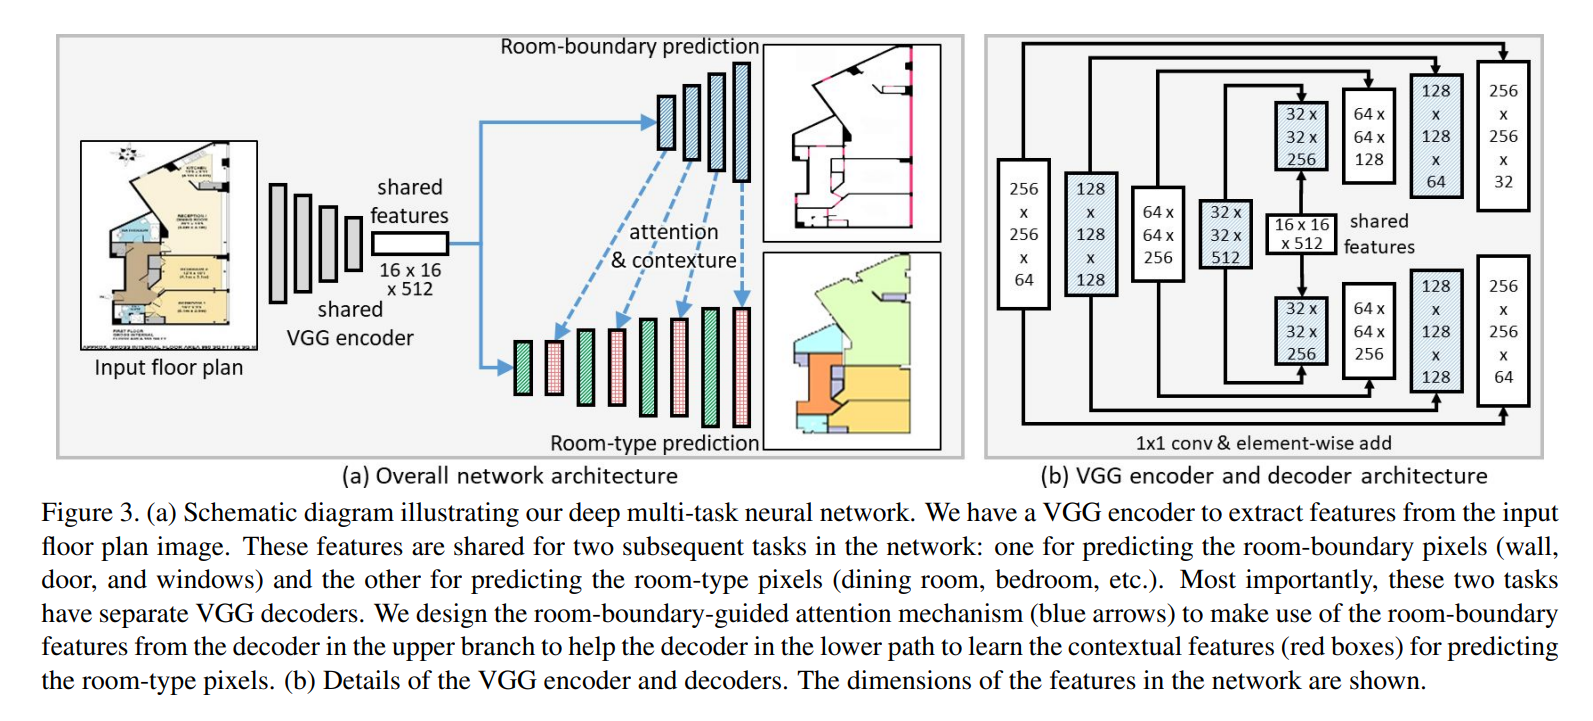 Room-boundary prediction
shared
features
16 x 16
x 512
attention
& contexture
shared
VGG encoder
Input floor plan
Room-type prediction
(a) Overall network architecture
256
x
256
x
64
128
x
128
x
128
64 x
64 x
256
32 x
32 x
512
16 x 16
x 512
shared
features
32 x
32 x
256
64 x
64 x
128
128
x
128
x
64
256
x
256
x
32
32 x
32 x
256
64 x
64 x
256
128
x
128
x
128
256
x
256
x
64
1x1 conv & element-wise add
(b) VGG encoder and decoder architecture
Figure 3. (a) Schematic diagram illustrating our deep multi-task neural network. We have a VGG encoder to extract features from the input
floor plan image. These features are shared for two subsequent tasks in the network: one for predicting the room-boundary pixels (wall,
door, and windows) and the other for predicting the room-type pixels (dining room, bedroom, etc.). Most importantly, these two tasks
have separate VGG decoders. We design the room-boundary-guided attention mechanism (blue arrows) to make use of the room-boundary
features from the decoder in the upper branch to help the decoder in the lower path to learn the contextual features (red boxes) for predicting
the room-type pixels. (b) Details of the VGG encoder and decoders. The dimensions of the features in the network are shown.